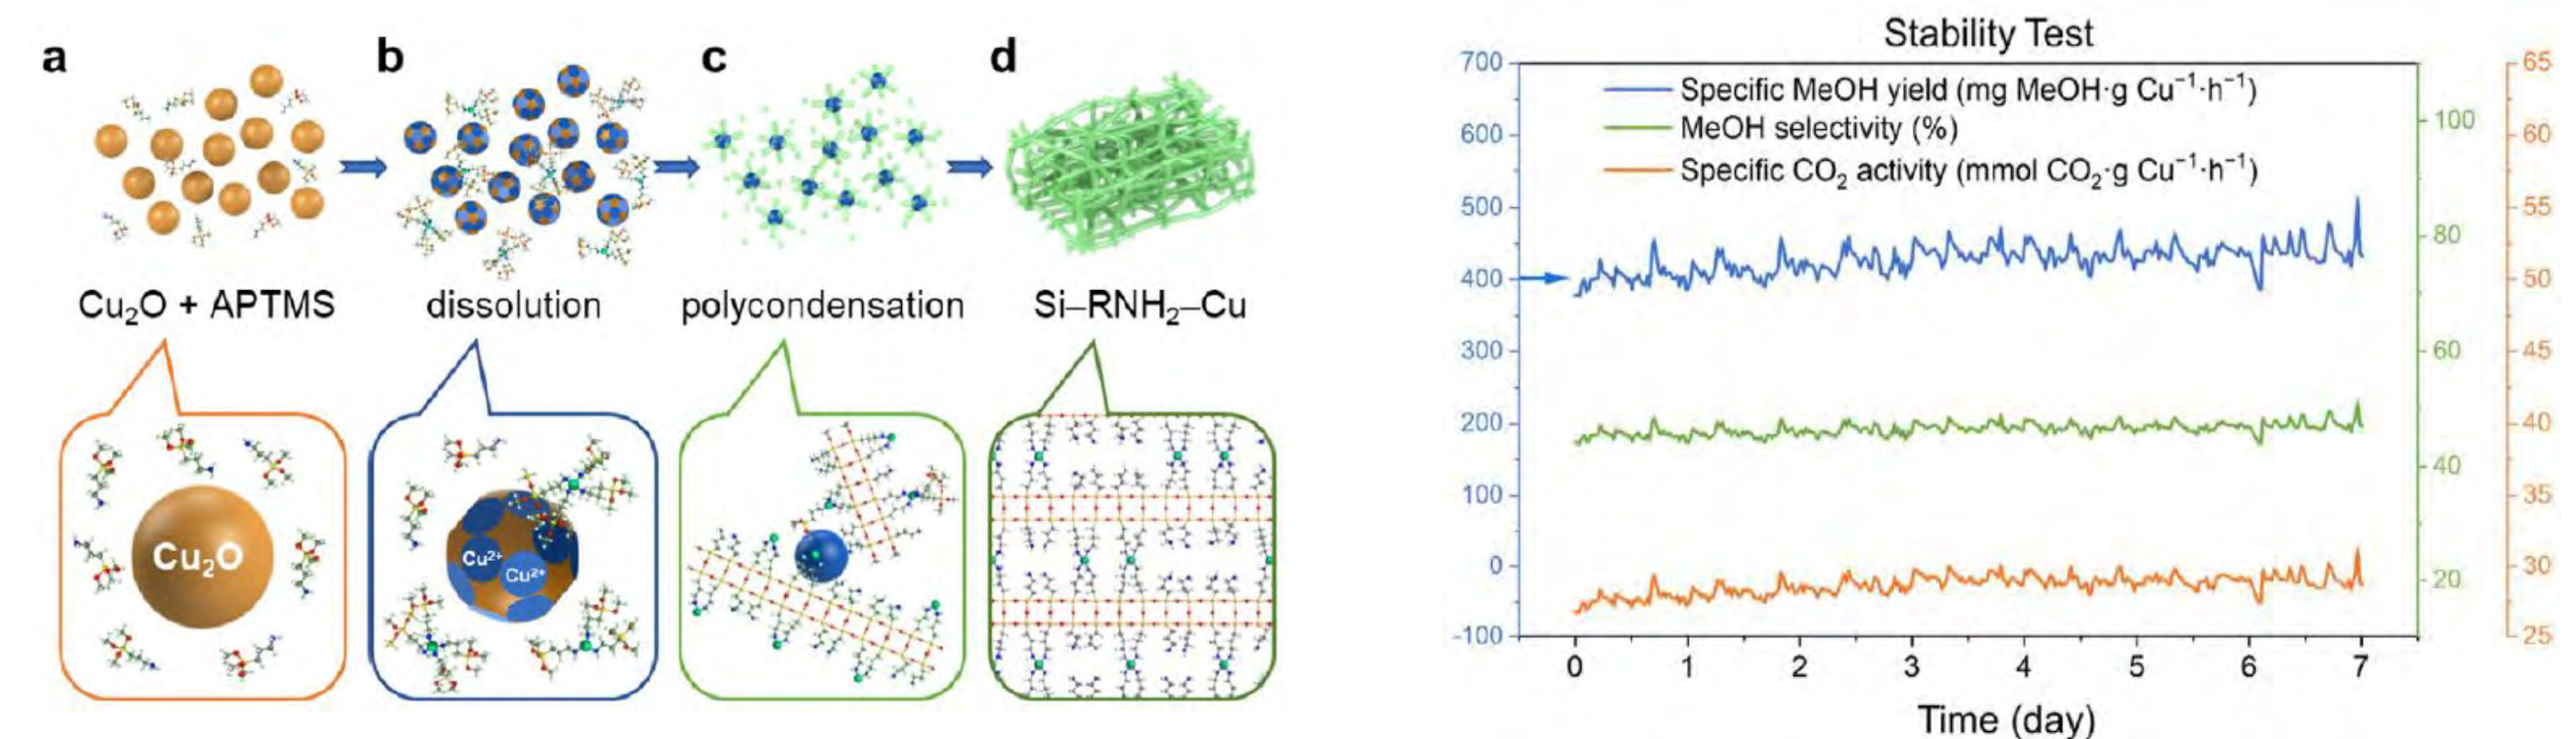 a
b
c
d
Cu₂O + APTMS
dissolution
polycondensation
Si–RNH₂–Cu
Cu₂O
Cu²⁺
Cu²⁺
Stability Test
Specific MeOH yield (mg MeOH·g Cu⁻¹·h⁻¹)
MeOH selectivity (%)
Specific CO₂ activity (mmol CO₂·g Cu⁻¹·h⁻¹)
700
600
500
400
300
200
100
0
-100
100
80
60
40
20
65
60
55
50
45
40
35
30
25
0 1 2 3 4 5 6 7
Time (day)